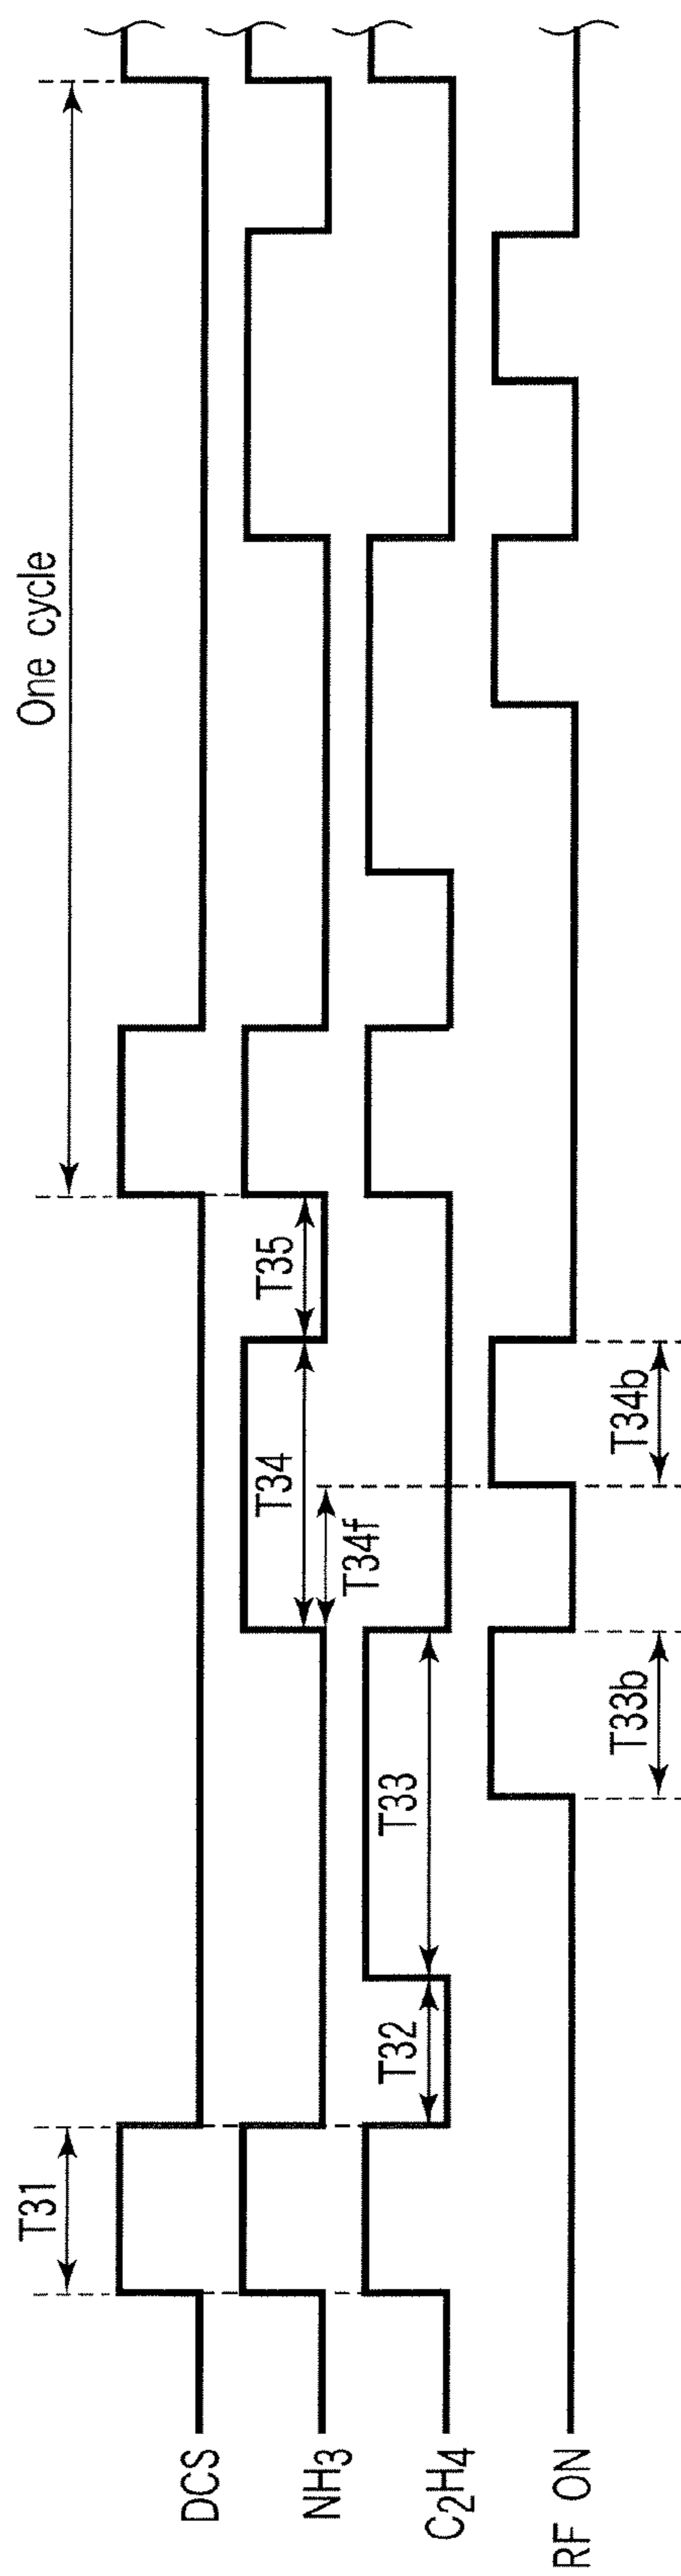 One cycle
T31
DCS
T35
T34
T34f
NH3
T33
T32
C2H4
T34b
T33b
RF ON